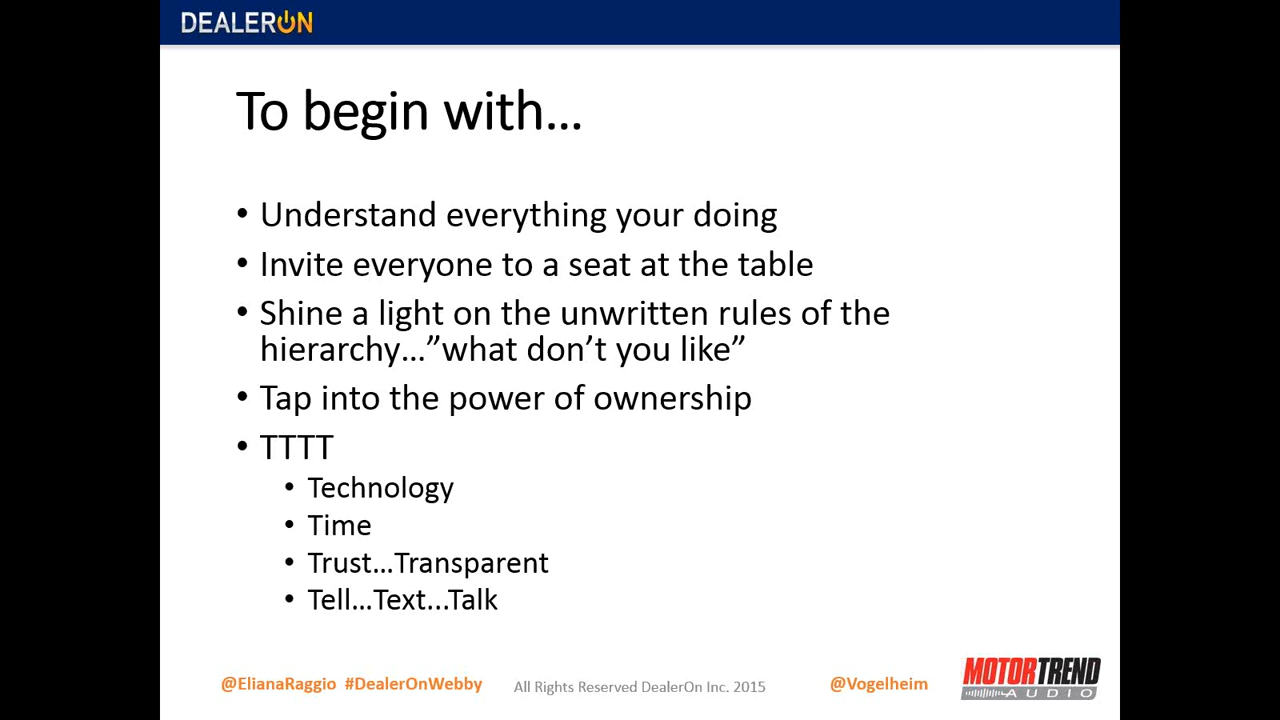 DEALERON
To begin with...
• Understand everything your doing
• Invite everyone to a seat at the table
• Shine a light on the unwritten rules of the
hierarchy...”what don’t you like”
• Tap into the power of ownership
• TTTT
• Technology
• Time
• Trust...Transparent
• Tell...Text...Talk
@ElianaRaggio #DealerOnWebby All Rights Reserved DealerOn Inc. 2015 @Vogelheim MOTOR TREND
AUDIO